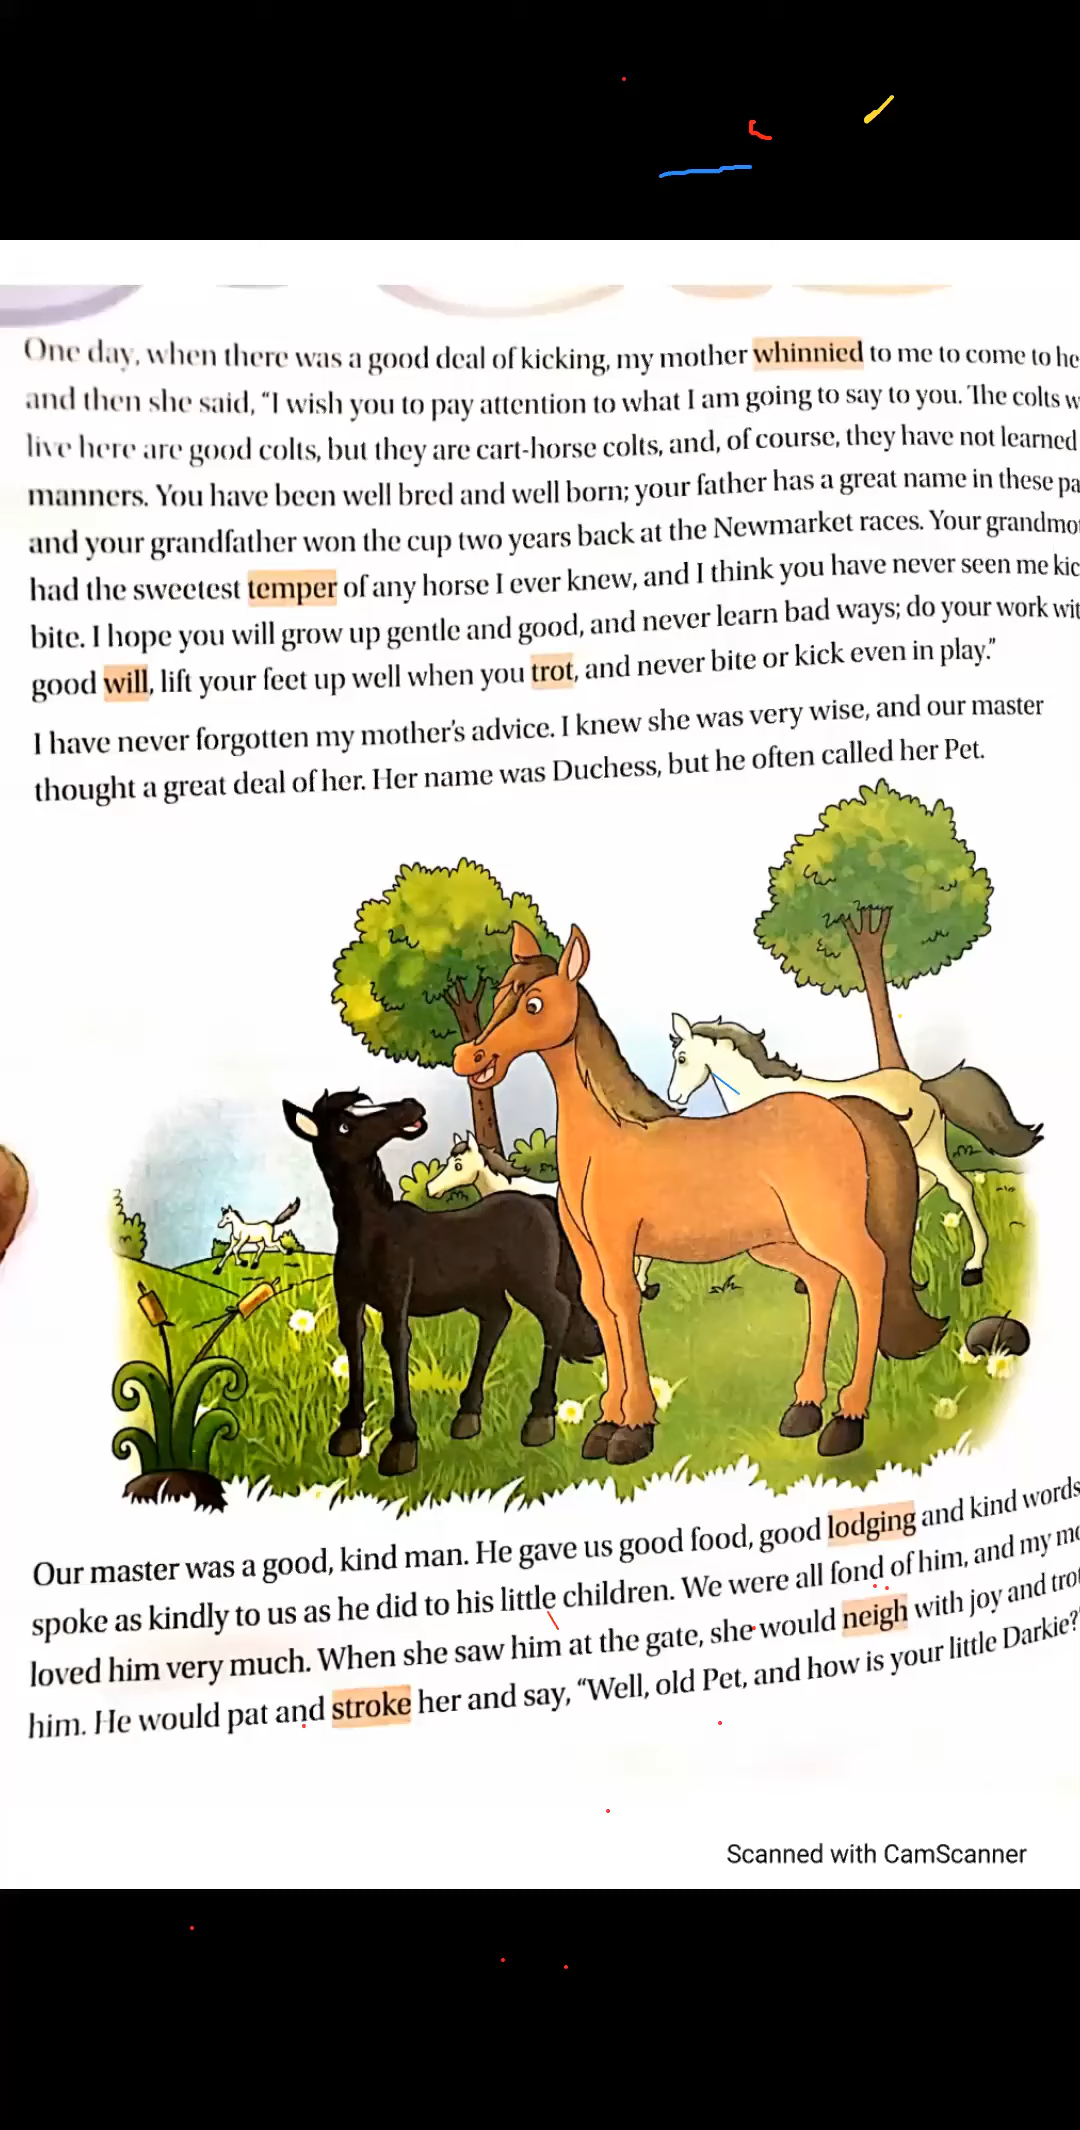 One day, when there was a good deal of kicking, my mother whinnied to me to come to he
and then she said, “I wish you to pay attention to what I am going to say to you. The colts w
live here are good colts, but they are cart-horse colts, and, of course, they have not learned
manners. You have been well bred and well born; your father has a great name in these pa
and your grandfather won the cup two years back at the Newmarket races. Your grandmo
had the sweetest temper of any horse I ever knew, and I think you have never seen me kic
bite. I hope you will grow up gentle and good, and never learn bad ways; do your work wit
good will, lift your feet up well when you trot, and never bite or kick even in play.”
I have never forgotten my mother's advice. I knew she was very wise, and our master
thought a great deal of her. Her name was Duchess, but he often called her Pet.
Our master was a good, kind man. He gave us good food, good lodging and kind words
spoke as kindly to us as he did to his little children. We were all fond of him, and my mo
loved him very much. When she saw him at the gate, she would neigh with joy and trot
him. He would pat and stroke her and say, “Well, old Pet, and how is your little Darkie?”
Scanned with CamScanner